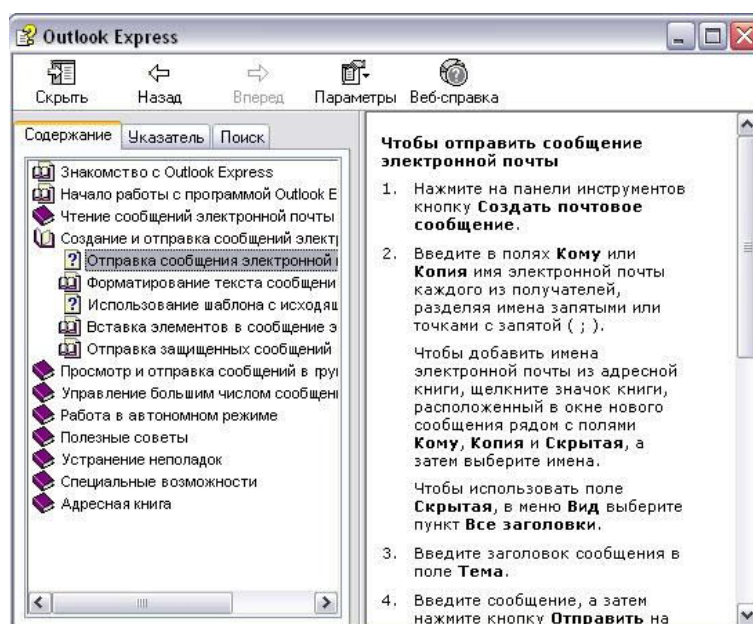 Outlook Express
Скрыть Назад Вперед Параметры Веб-справка
Содержание Указатель Поиск
Знакомство с Outlook Express
Начало работы с программой Outlook E
Чтение сообщений электронной почты
Создание и отправка сообщений элект
Отправка сообщения электронной
Форматирование текста сообщени
Использование шаблона с исходящ
Вставка элементов в сообщение э
Отправка защищенных сообщений
Просмотр и отправка сообщений в гру
Управление большим числом сообщен
Работа в автономном режиме
Полезные советы
Устранение неполадок
Специальные возможности
Адресная книга
Чтобы отправить сообщение
электронной почты
1. Нажмите на панели инструментов
кнопку Создать почтовое
сообщение.
2. Введите в полях Кому или
Копия имя электронной почты
каждого из получателей,
разделяя имена запятыми или
точками с запятой ( ; ).
Чтобы добавить имена
электронной почты из адресной
книги, щелкните значок книги,
расположенный в окне нового
сообщения рядом с полями
Кому, Копия и Скрытая, а
затем выберите имена.
Чтобы использовать поле
Скрытая, в меню Вид выберите
пункт Все заголовки.
3. Введите заголовок сообщения в
поле Тема.
4. Введите сообщение, а затем
нажмите кнопку Отправить на